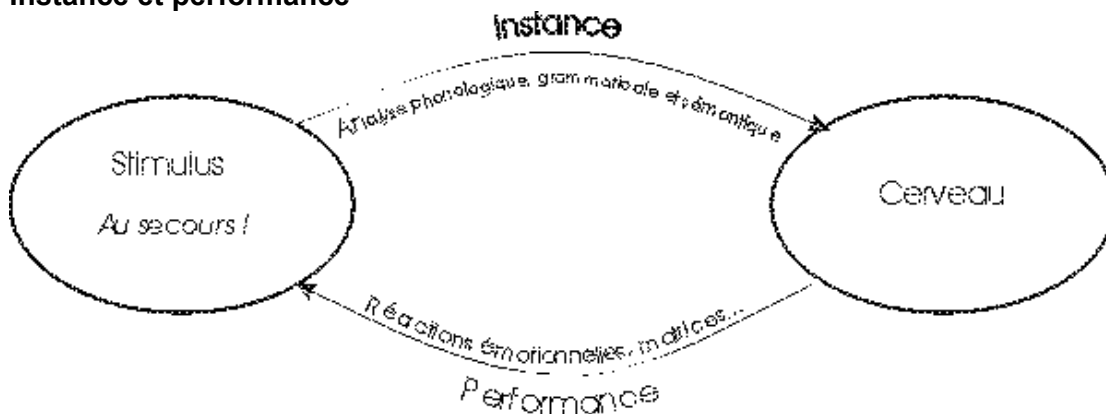 Instance et performance
Instance
Analyse phonologique, grammaticale et sémantique
Stimulus
Au secours !
Cerveau
Réactions émotionnelles, motrices...
Performance